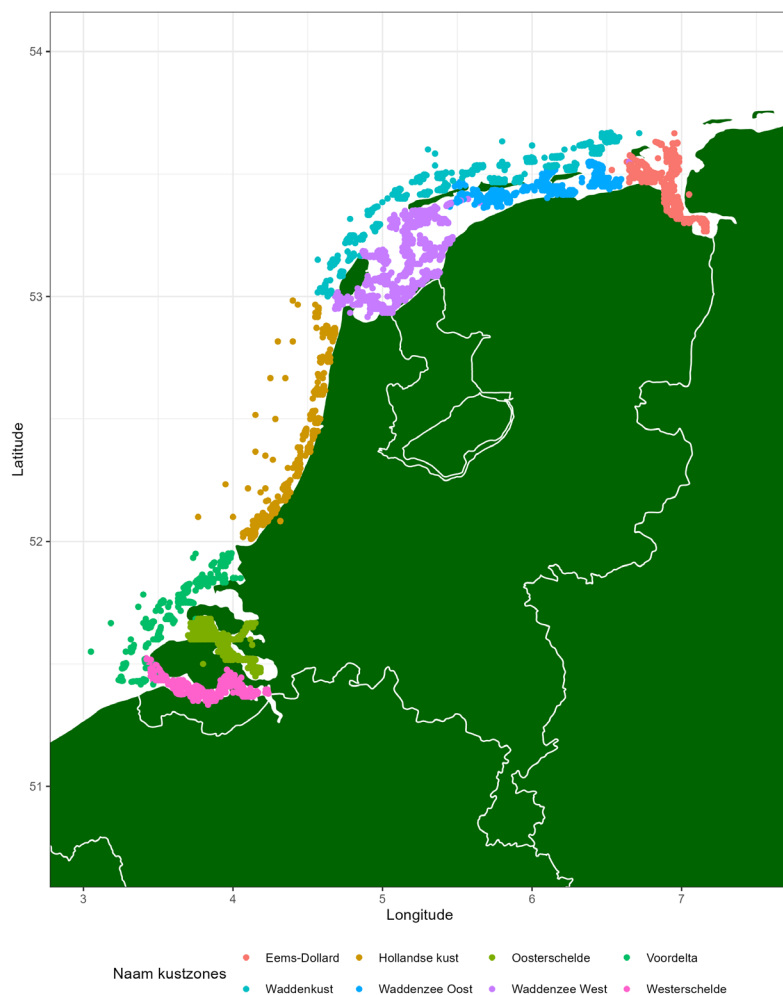 54
53
52
51
Latitude
3 4 5 6 7
Longitude
Naam kustzones
Eems-Dollard Hollandse kust Oosterschelde Voordelta
Waddenkust Waddenzee Oost Waddenzee West Westerschelde